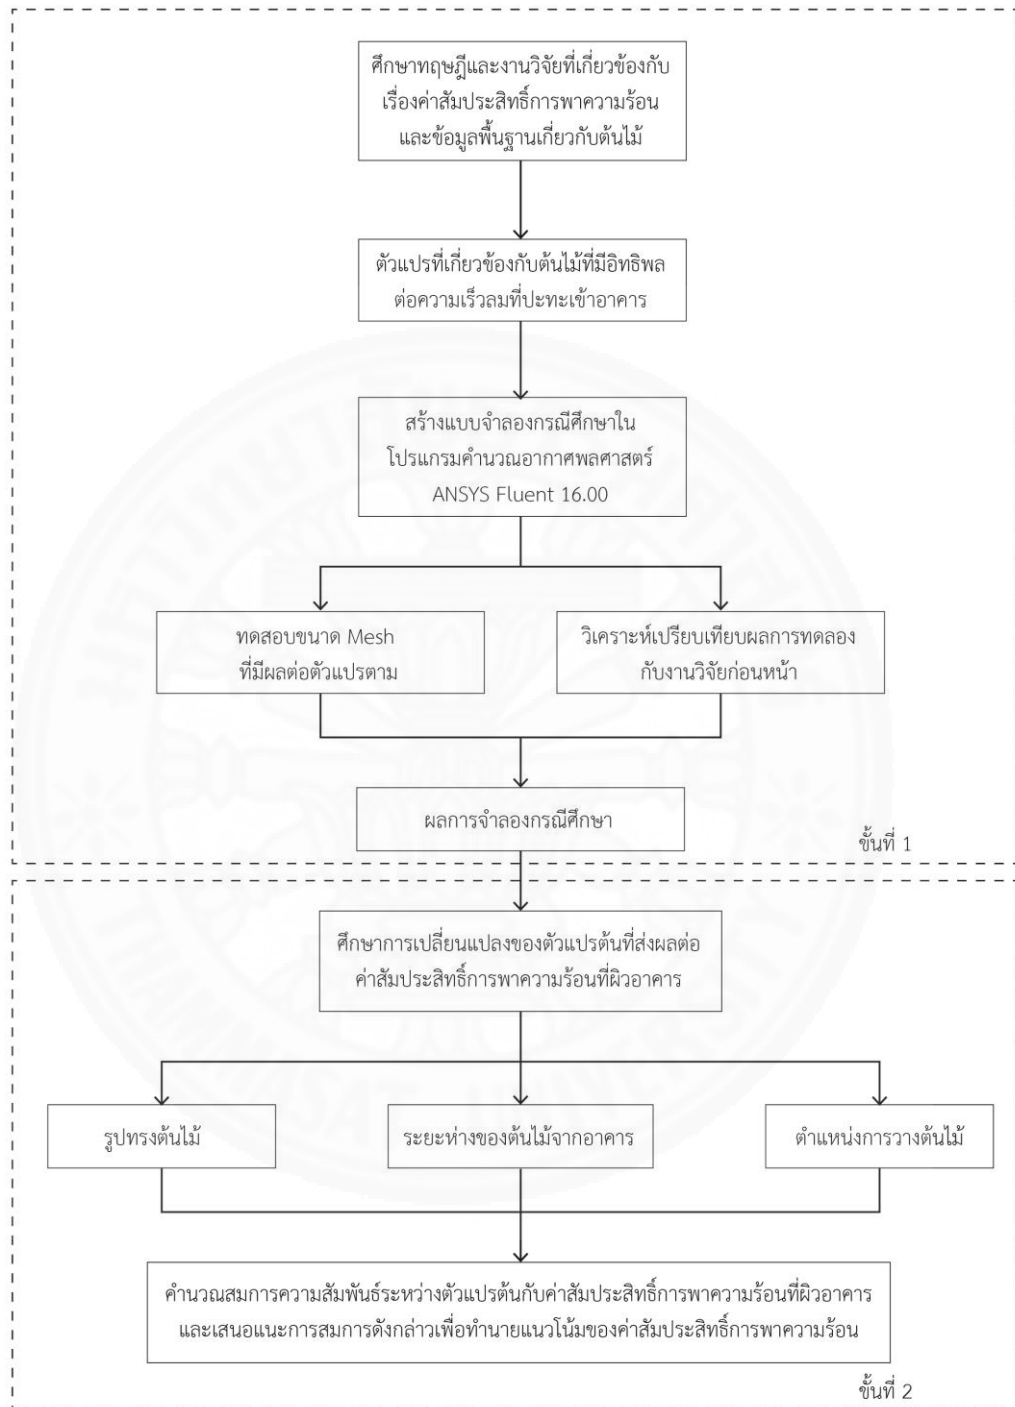 ศึกษาทฤษฎีและงานวิจัยที่เกี่ยวข้องกับ
เรื่องค่าสัมประสิทธิ์การพาความร้อน
และข้อมูลพื้นฐานเกี่ยวกับต้นไม้
ตัวแปรที่เกี่ยวข้องกับต้นไม้ที่มีอิทธิพล
ต่อความเร็วลมที่ปะทะเข้าอาคาร
สร้างแบบจำลองกรณีศึกษาใน
โปรแกรมคำนวณอากาศพลศาสตร์
ANSYS Fluent 16.00
ทดสอบขนาด Mesh
ที่มีผลต่อตัวแปรตาม
วิเคราะห์เปรียบเทียบผลการทดลอง
กับงานวิจัยก่อนหน้า
ผลการจำลองกรณีศึกษา
ขั้นที่ 1
ศึกษาการเปลี่ยนแปลงของตัวแปรต้นที่ส่งผลต่อ
ค่าสัมประสิทธิ์การพาความร้อนที่ผิวอาคาร
รูปทรงต้นไม้
ระยะห่างของต้นไม้จากอาคาร
ตำแหน่งการวางต้นไม้
คำนวณสมการความสัมพันธ์ระหว่างตัวแปรต้นกับค่าสัมประสิทธิ์การพาความร้อนที่ผิวอาคาร
และเสนอแนะการสมการดังกล่าวเพื่อทำนายแนวโน้มของค่าสัมประสิทธิ์การพาความร้อน
ขั้นที่ 2
THAMMASAT UNIVERSITY